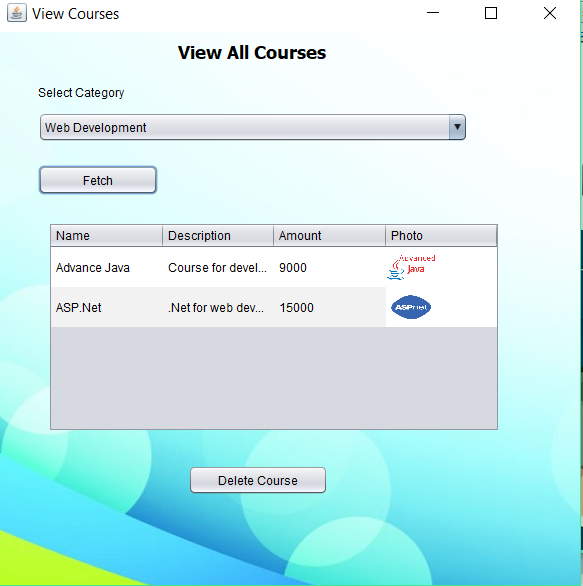 View Courses
View All Courses
Select Category
Web Development
Fetch
Name Description Amount Photo
Advance Java Course for devel... 9000 Advanced Java
ASP.Net .Net for web dev... 15000 ASPnet
Delete Course